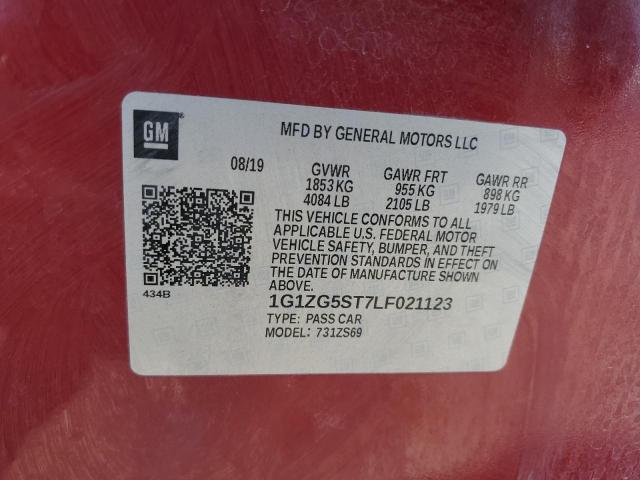 GM
MFD BY GENERAL MOTORS LLC
08/19 GVWR GAWR FRT GAWR RR
1853 KG 955 KG 898 KG
4084 LB 2105 LB 1979 LB
THIS VEHICLE CONFORMS TO ALL
APPLICABLE U.S. FEDERAL MOTOR
VEHICLE SAFETY, BUMPER, AND THEFT
PREVENTION STANDARDS IN EFFECT ON
THE DATE OF MANUFACTURE SHOWN
ABOVE.
434B
1G1ZG5ST7LF021123
TYPE: PASS CAR
MODEL: 731ZS69